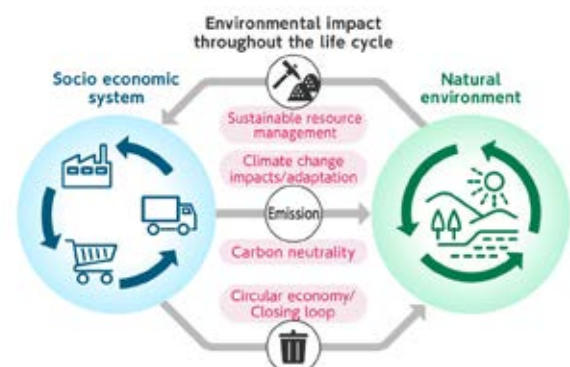 Environmental impact
throughout the life cycle
Socio economic
system
Natural
environment
Sustainable resource
management
Climate change
impacts/adaptation
Emission
Carbon neutrality
Circular economy/
Closing loop